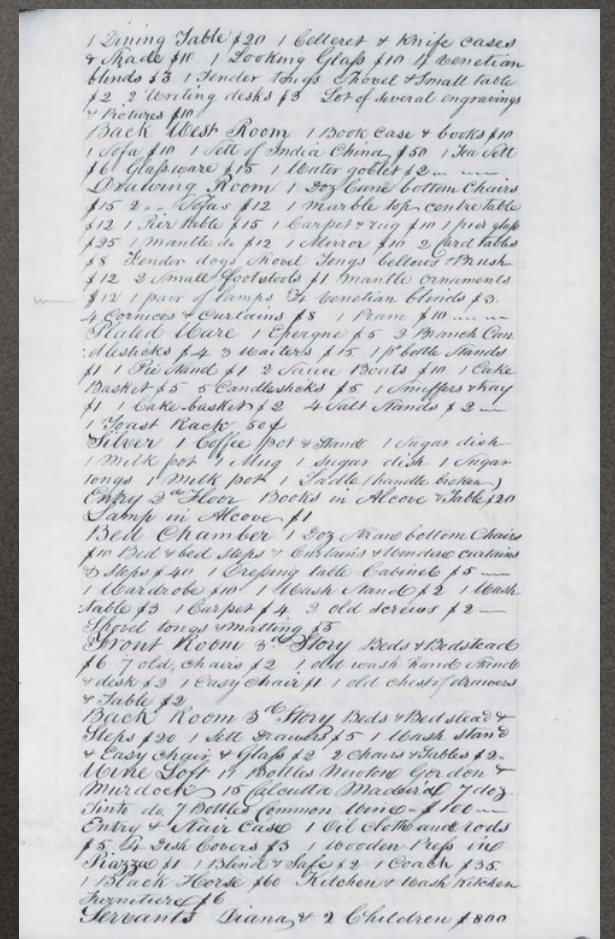 1 Dining Table $20 1 Celleret & Knife cases
& Shade $10 1 Looking Glass $10 4 Venetian
blinds $3 1 Fender tongs Shovel & Small table
$2 2 Writing desks $3 Lot of several engravings
& Pictures $10
Back West Room 1 Book Case & books $10
1 Sofa $10 1 Sett of India China $50 1 Tea Sett
$6 Glassware $15 1 Water goblet $2
Drawing Room 1 Doz Cane bottom Chairs
$15 2 " Sofas $12 1 marble top centre table
$12 1 Pier table $15 1 Carpet & rug $10 1 pier glass
$25 1 mantle do $12 1 Mirror $10 2 Card tables
$8 Fender dogs Shovel Tongs bellows & Brush
$12 2 Small footstools $1 mantle ornaments
$12 1 pair of lamps 4 Venetian blinds $3
4 Cornices & Curtains $8 1 Piano $10
Plated Ware 1 Epergne $5 2 Branch Can
:dlesticks $4 3 Waiters $15 1 pr bottle Stands
$1 1 Pie Stand $1 2 Sauce Boats $10 1 Cake
Basket $5 5 Candlesticks $5 1 Snuffers & tray
$1 1 Cake basket $2 4 Salt Stands $2
1 Toast Rack 50¢
Silver 1 Coffee Pot & Stand 1 Sugar dish
1 Milk pot 1 Mug 1 Sugar dish 1 Sugar
tongs 1 Milk pot 1 Ladle (handle broken)
Entry 2nd Floor Books in Alcove & Table $20
Lamp in Alcove $1
Bed Chamber 1 Doz Straw bottom Chairs
$10 Bed & bed steps & Curtains & Window curtains
& Steps $40 1 Dressing table Cabinet $5
1 Wardrobe $10 1 Wash Stand $2 1 Wash
:table $3 1 Carpet $4 2 old screws $2
Shovel tongs & matting $5
Front Room 3rd Story Beds & Bedstead
$6 7 old chairs $2 1 old wash hand Stand
& desk $2 1 Easy Chair $1 1 old chest of drawers
& Table $2
Back Room 3rd Story Beds & Bedstead &
Steps $20 1 Sett Drawers $5 1 Wash stand
& Easy chair & Glass $2 2 Chairs & Tables $2
Wine Loft 17 Bottles Newton Gordon &
Murdock 15 Calcutta Madeira 7 doz
Tinto do 7 Bottles Common Wine $100
Entry & Stair Case 1 Oil cloth and rods
$5 4 Dish Covers $3 1 Wooden Press in
Piazza $1 1 Blind & Safe $2 1 Coach $35
1 Black Horse $60 Kitchen & Wash Kitchen
Furniture $6
Servants Diana & 2 Children $800